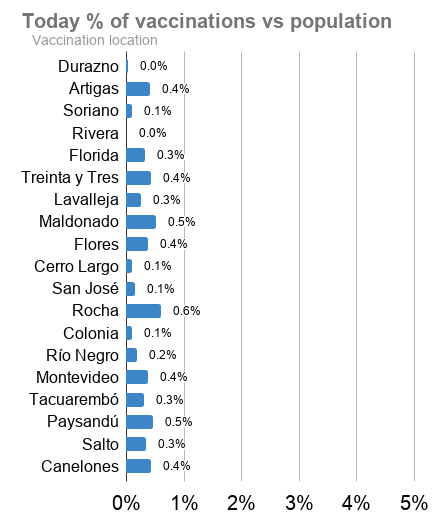 Today % of vaccinations vs population
Vaccination location
Durazno 0.0%
Artigas 0.4%
Soriano 0.1%
Rivera 0.0%
Florida 0.3%
Treinta y Tres 0.4%
Lavalleja 0.3%
Maldonado 0.5%
Flores 0.4%
Cerro Largo 0.1%
San José 0.1%
Rocha 0.6%
Colonia 0.1%
Río Negro 0.2%
Montevideo 0.4%
Tacuarembó 0.3%
Paysandú 0.5%
Salto 0.3%
Canelones 0.4%
0% 1% 2% 3% 4% 5%